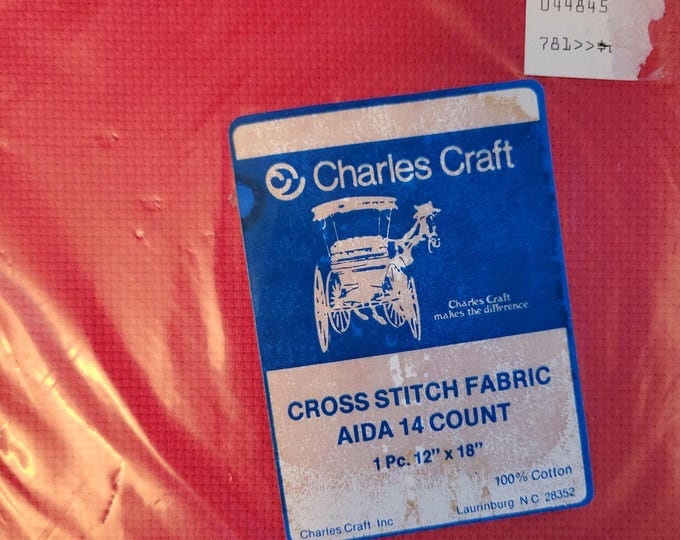 044845
781>>
Charles Craft
Charles Craft
makes the difference.
CROSS STITCH FABRIC
AIDA 14 COUNT
1 Pc. 12" x 18"
100% Cotton
Charles Craft Inc Laurinburg N C 28352